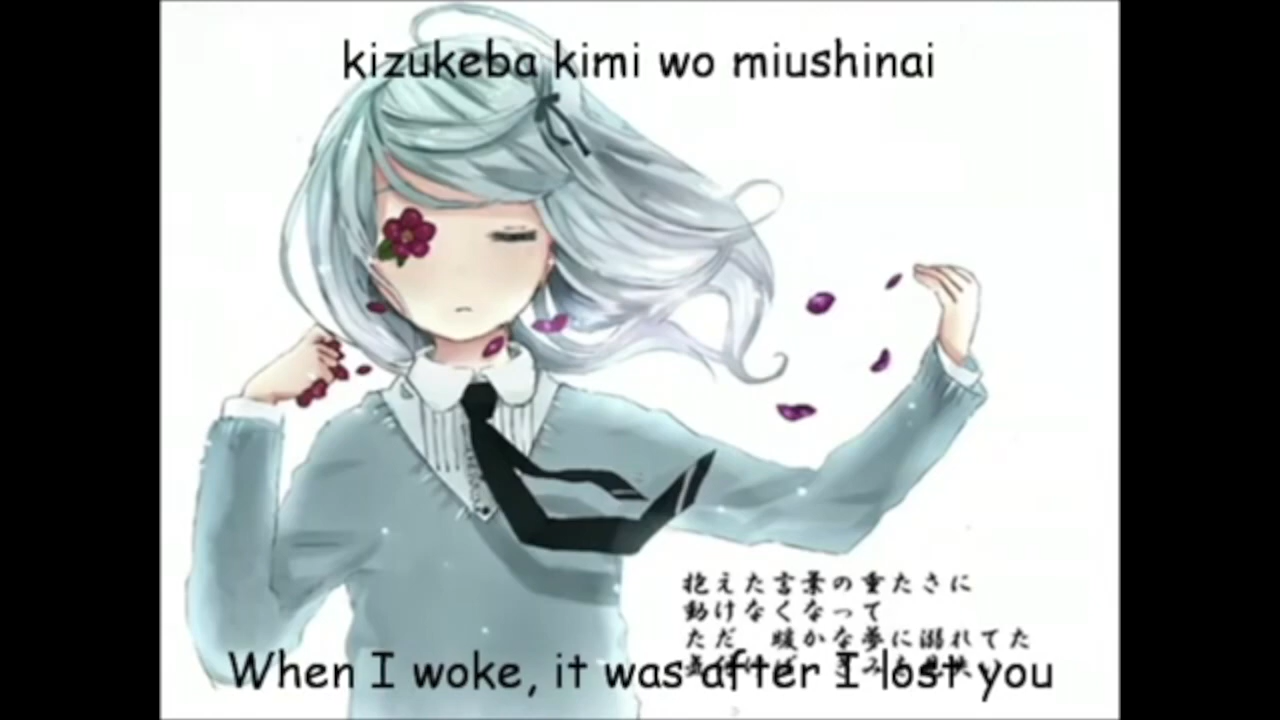 kizukeba kimi wo miushinai
抱えた言葉の重たさに
動けなくなって
ただ 暖かな夢に溺れてた
When I woke, it was after I lost you